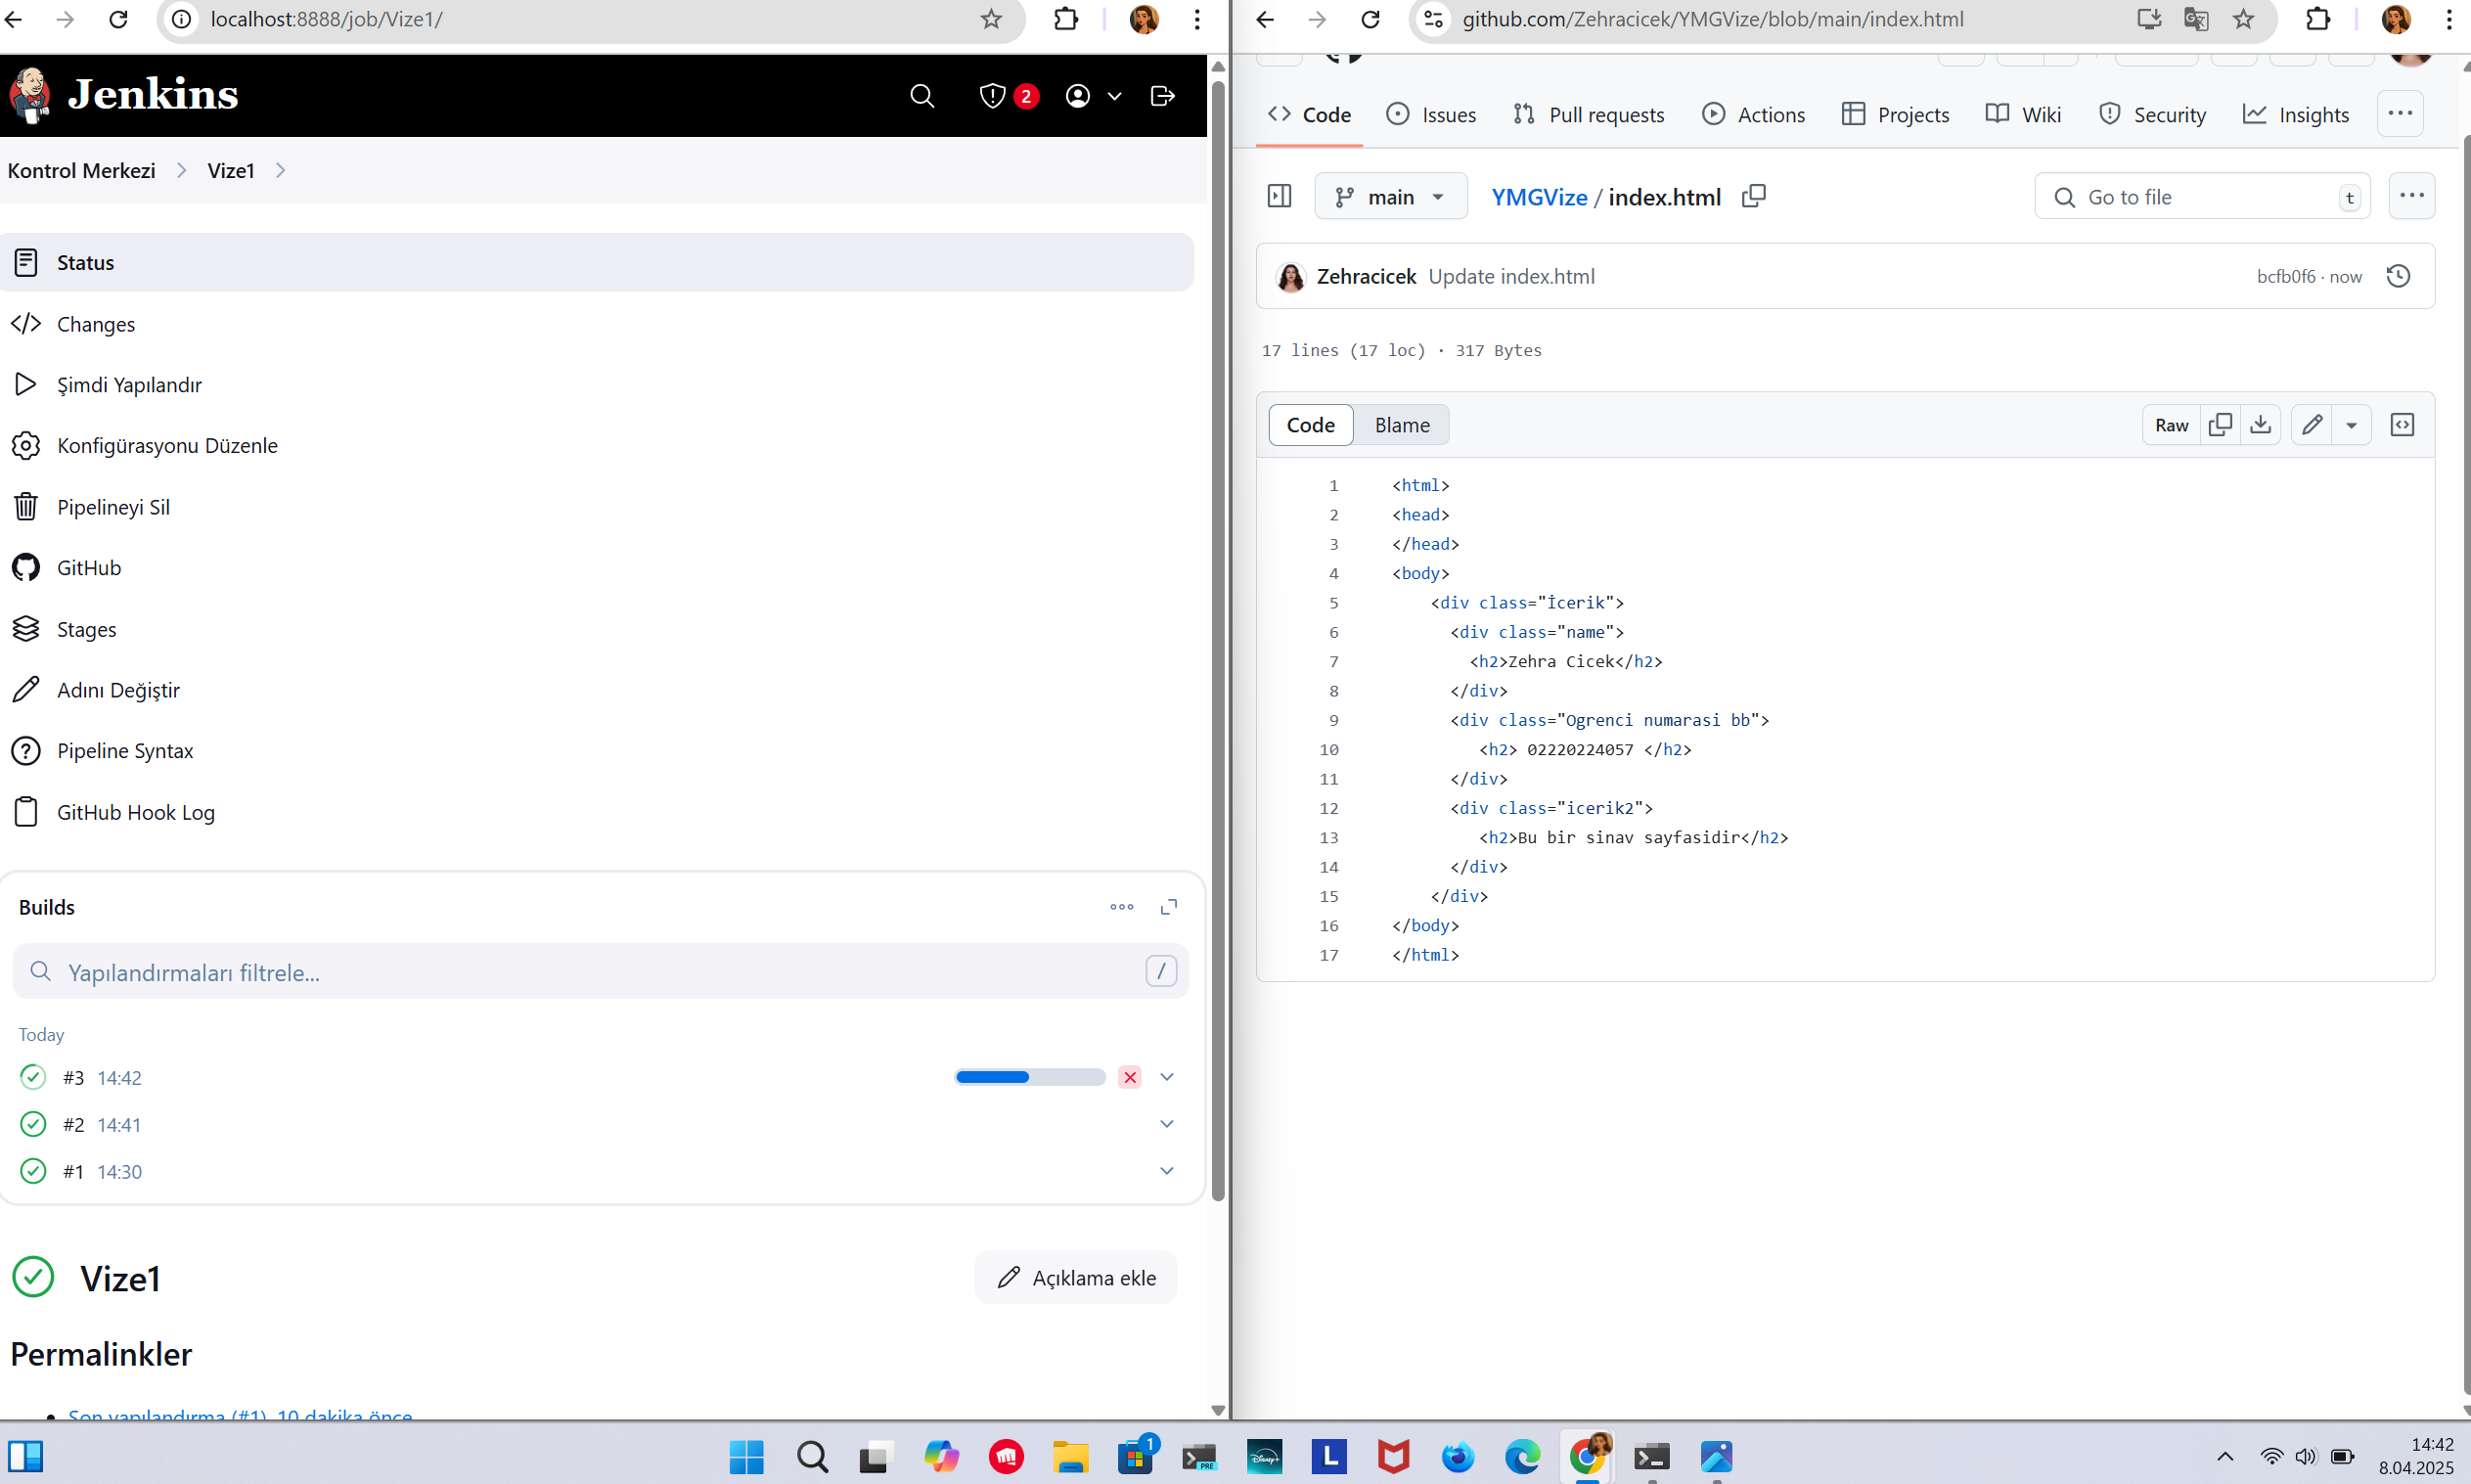 localhost:8888/job/Vize1/
Jenkins
2
Kontrol Merkezi
Vize1
Status
Changes
Şimdi Yapılandır
Konfigürasyonu Düzenle
Pipelineyi Sil
GitHub
Stages
Adını Değiştir
Pipeline Syntax
GitHub Hook Log
Builds
Yapılandırmaları filtrele...
/
Today
#3 14:42
#2 14:41
#1 14:30
Vize1
Açıklama ekle
Permalinkler
Son yapılandırma (#1), 10 dakika önce
github.com/Zehracicek/YMGVize/blob/main/index.html
Code Issues Pull requests Actions Projects Wiki Security Insights
main YMGVize / index.html
Go to file t
Zehracicek Update index.html bcfb0f6 · now
17 lines (17 loc) · 317 Bytes
Code Blame Raw
1 <html>
2 <head>
3 </head>
4 <body>
5 <div class="İcerik">
6 <div class="name">
7 <h2>Zehra Cicek</h2>
8 </div>
9 <div class="Ogrenci numarasi bb">
10 <h2> 02220224057 </h2>
11 </div>
12 <div class="icerik2">
13 <h2>Bu bir sinav sayfasidir</h2>
14 </div>
15 </div>
16 </body>
17 </html>
1
PRE
Disney+
L
14:42
8.04.2025